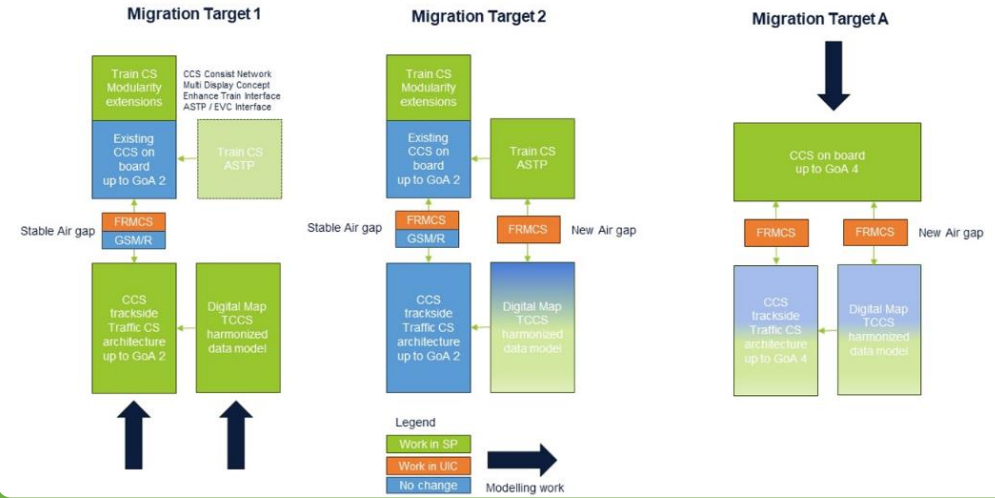 Migration Target 1
Train CS
Modularity
extensions
CCS Consist Network
Multi Display Concept
Enhance Train Interface
ASTP / EVC Interface
Existing
CCS on
board
up to GoA 2
Train CS
ASTP
Stable Air gap
FRMCS
GSM/R
CCS
trackside
Traffic CS
architecture
up to GoA 2
Digital Map
TCCS
harmonized
data model
Migration Target 2
Train CS
Modularity
extensions
Existing
CCS on
board
up to GoA 2
Train CS
ASTP
Stable Air gap
FRMCS
GSM/R
FRMCS
New Air gap
CCS
trackside
Traffic CS
architecture
up to GoA 2
Digital Map
TCCS
harmonized
data model
Migration Target A
CCS on board
up to GoA 4
FRMCS
FRMCS
New Air gap
CCS
trackside
Traffic CS
architecture
up to GoA 4
Digital Map
TCCS
harmonized
data model
Legend
Work in SP
Work in UIC
No change
Modelling work